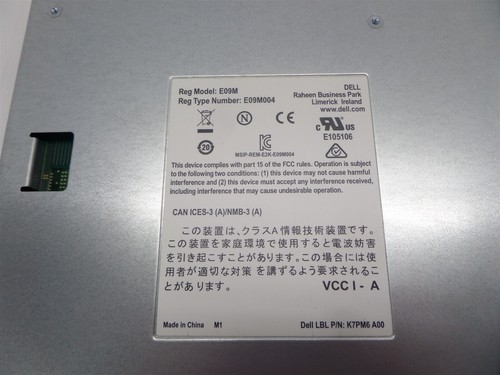 Reg Model: E09M
Reg Type Number: E09M004
DELL
Raheen Business Park
Limerick Ireland
www.dell.com
N
CE
c UL US
E105106
20
MSIP-REM-E2K-E09M004
This device complies with part 15 of the FCC Rules. Operation is subject
to the following two conditions: (1) this device may not cause harmful
interference and (2) this device must accept any interference received,
including interference that may cause undesirable operation.
CAN ICES-3 (A)/NMB-3 (A)
この装置は、クラスA情報技術装置です。こ
の装置を家庭環境で使用すると電波妨害
を引き起こすことがあります。この場合には使
用者が適切な対策を講ずるよう要求されるこ
とがあります。
VCCI-A
Made in China M1
Dell LBL P/N: K7PM6 A00